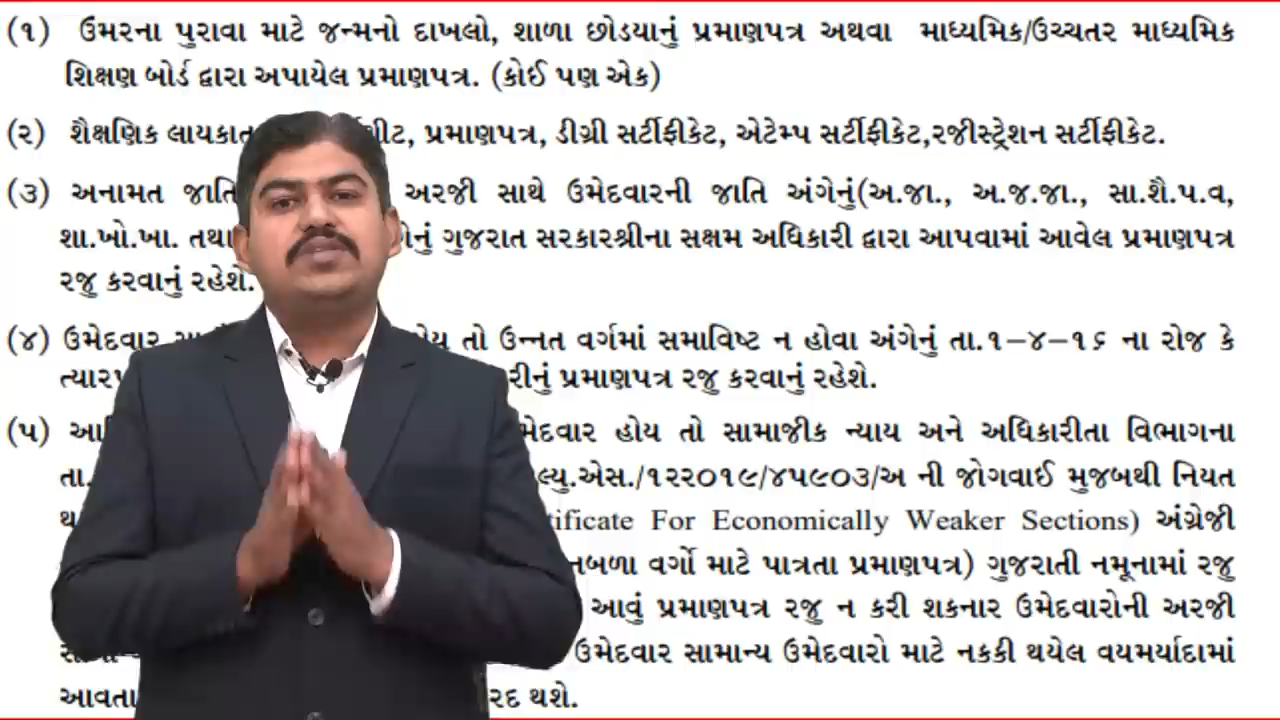 (૧) ઉમરના પુરાવા માટે જન્મનો દાખલો, શાળા છોડયાનું પ્રમાણપત્ર અથવા માધ્યમિક/ઉચ્ચતર માધ્યમિક
શિક્ષણ બોર્ડ દ્વારા અપાયેલ પ્રમાણપત્ર. (કોઈ પણ એક)
(૨) શૈક્ષણિક લાયકાત પ્રમાણપત્ર, ડીગ્રી સર્ટીફીકેટ, એટેમ્પ સર્ટીફીકેટ,રજીસ્ટ્રેશન સર્ટીફીકેટ.
(૩) અનામત જાતિ અરજી સાથે ઉમેદવારની જાતિ અંગેનું(અ.જા., અ.જ.જા., સા.શૈ.પ.વ,
શા.ખો.ખા. તથા ગુજરાત સરકારશ્રીના સક્ષમ અધિકારી દ્વારા આપવામાં આવેલ પ્રમાણપત્ર
રજુ કરવાનું રહેશે.
(૪) ઉમેદવાર તો ઉન્નત વર્ગમાં સમાવિષ્ટ ન હોવા અંગેનું તા.૧–૪–૧૬ ના રોજ કે
પ્રમાણપત્ર રજુ કરવાનું રહેશે.
(૫) હોય તો સામાજીક ન્યાય અને અધિકારીતા વિભાગના
લ્યુ.એસ./૧૨૨૦૧૯/૪૫૯૦૩/અ ની જોગવાઈ મુજબથી નિયત
For Economically Weaker Sections) અંગ્રેજી
નબળા વર્ગો માટે પાત્રતા પ્રમાણપત્ર) ગુજરાતી નમૂનામાં રજુ
આવું પ્રમાણપત્ર રજુ ન કરી શકનાર ઉમેદવારોની અરજી
ઉમેદવાર સામાન્ય ઉમેદવારો માટે નકકી થયેલ વયમર્યાદામાં
આવતા રદ થશે.